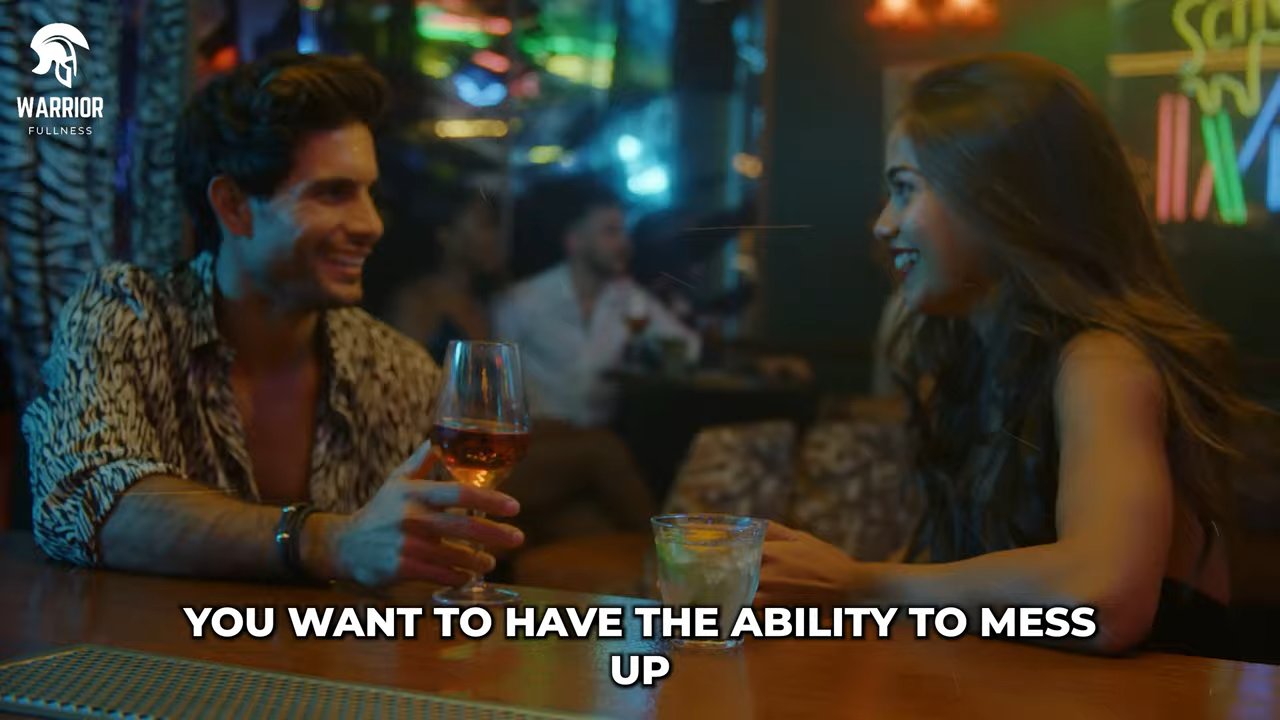 WARRIOR
FULLNESS
YOU WANT TO HAVE THE ABILITY TO MESS
UP